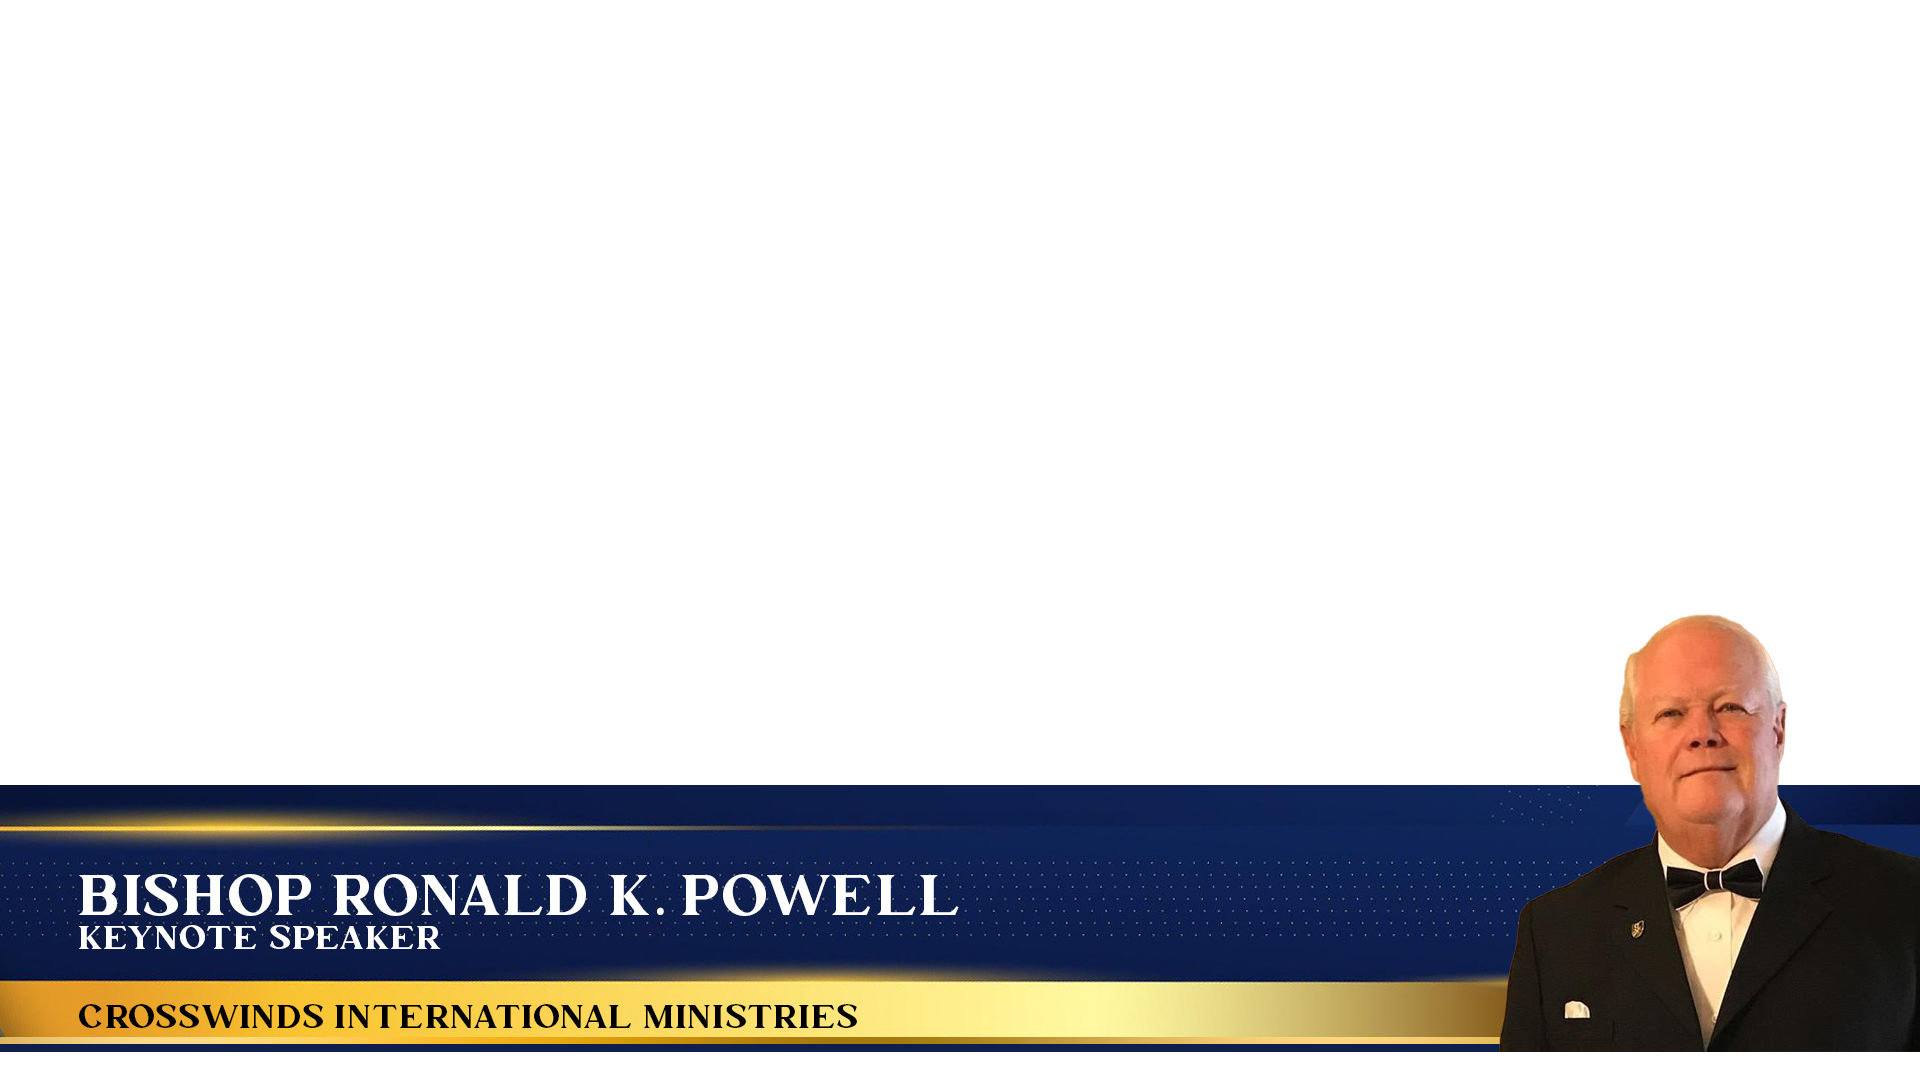 BISHOP RONALD K. POWELL
KEYNOTE SPEAKER
CROSSWINDS INTERNATIONAL MINISTRIES